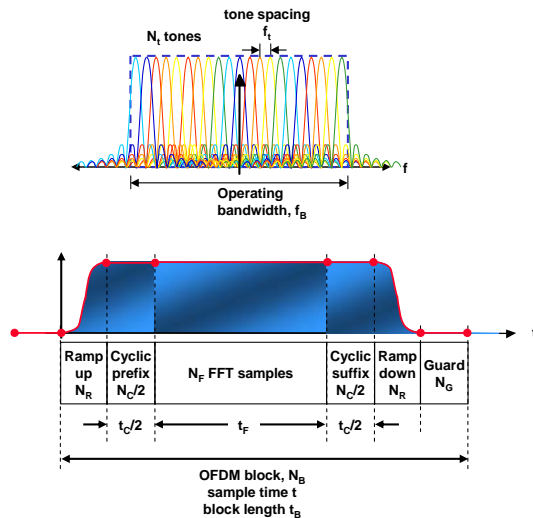 tone spacing
f_t
N_t tones
f
Operating
bandwidth, f_B
t
Ramp
up
N_R
Cyclic
prefix
N_C/2
N_F FFT samples
Cyclic
suffix
N_C/2
Ramp
down
N_R
Guard
N_G
t_C/2
t_F
t_C/2
OFDM block, N_B
sample time t
block length t_B